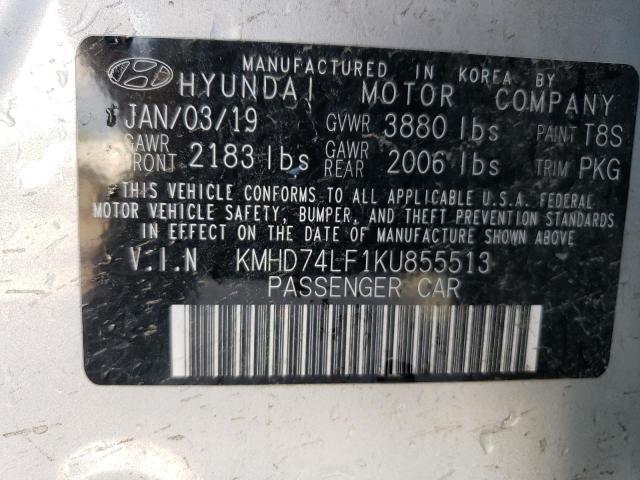 MANUFACTURED IN KOREA BY
HYUNDAI MOTOR COMPANY
JAN/03/19 GVWR 3880 lbs PAINT T8S
GAWR FRONT 2183 lbs GAWR REAR 2006 lbs TRIM PKG
THIS VEHICLE CONFORMS TO ALL APPLICABLE U.S.A. FEDERAL
MOTOR VEHICLE SAFETY, BUMPER, AND THEFT PREVENTION STANDARDS
IN EFFECT ON THE DATE OF MANUFACTURE SHOWN ABOVE.
V.I.N KMHD74LF1KU855513
PASSENGER CAR